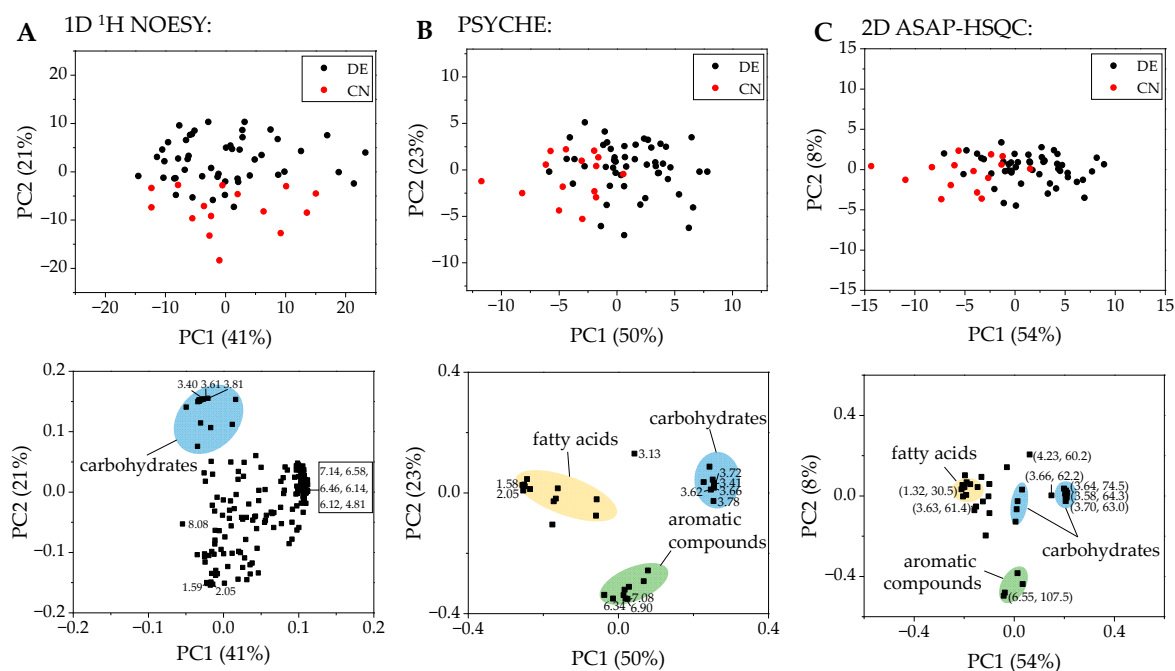 A 1D ¹H NOESY:
DE
CN
20
10
0
−10
−20
PC2 (21%)
−20 −10 0 10 20
PC1 (41%)
B PSYCHE:
DE
CN
10
5
0
−5
−10
PC2 (23%)
−10 −5 0 5 10
PC1 (50%)
C 2D ASAP-HSQC:
DE
CN
15
10
5
0
−5
−10
−15
PC2 (8%)
−15 −10 −5 0 5 10 15
PC1 (54%)
0.2
0.1
0.0
−0.1
−0.2
PC2 (21%)
3.40 3.61 3.81
carbohydrates
7.14, 6.58,
6.46, 6.14,
6.12, 4.81
8.08
1.59
2.05
−0.2 −0.1 0.0 0.1 0.2
PC1 (41%)
0.4
0.0
−0.4
PC2 (23%)
carbohydrates
fatty acids
3.13
1.58
2.05
3.72
3.41
3.62
3.66
3.78
aromatic
compounds
7.08
6.34
6.90
−0.4 0.0 0.4
PC1 (50%)
0.4
0.0
−0.4
PC2 (8%)
(4.23, 60.2)
fatty acids
(3.66, 62.2)
(3.64, 74.5)
(1.32, 30.5)
(3.58, 64.3)
(3.63, 61.4)
(3.70, 63.0)
carbohydrates
aromatic
compounds
(6.55, 107.5)
−0.4 0.0 0.4
PC1 (54%)